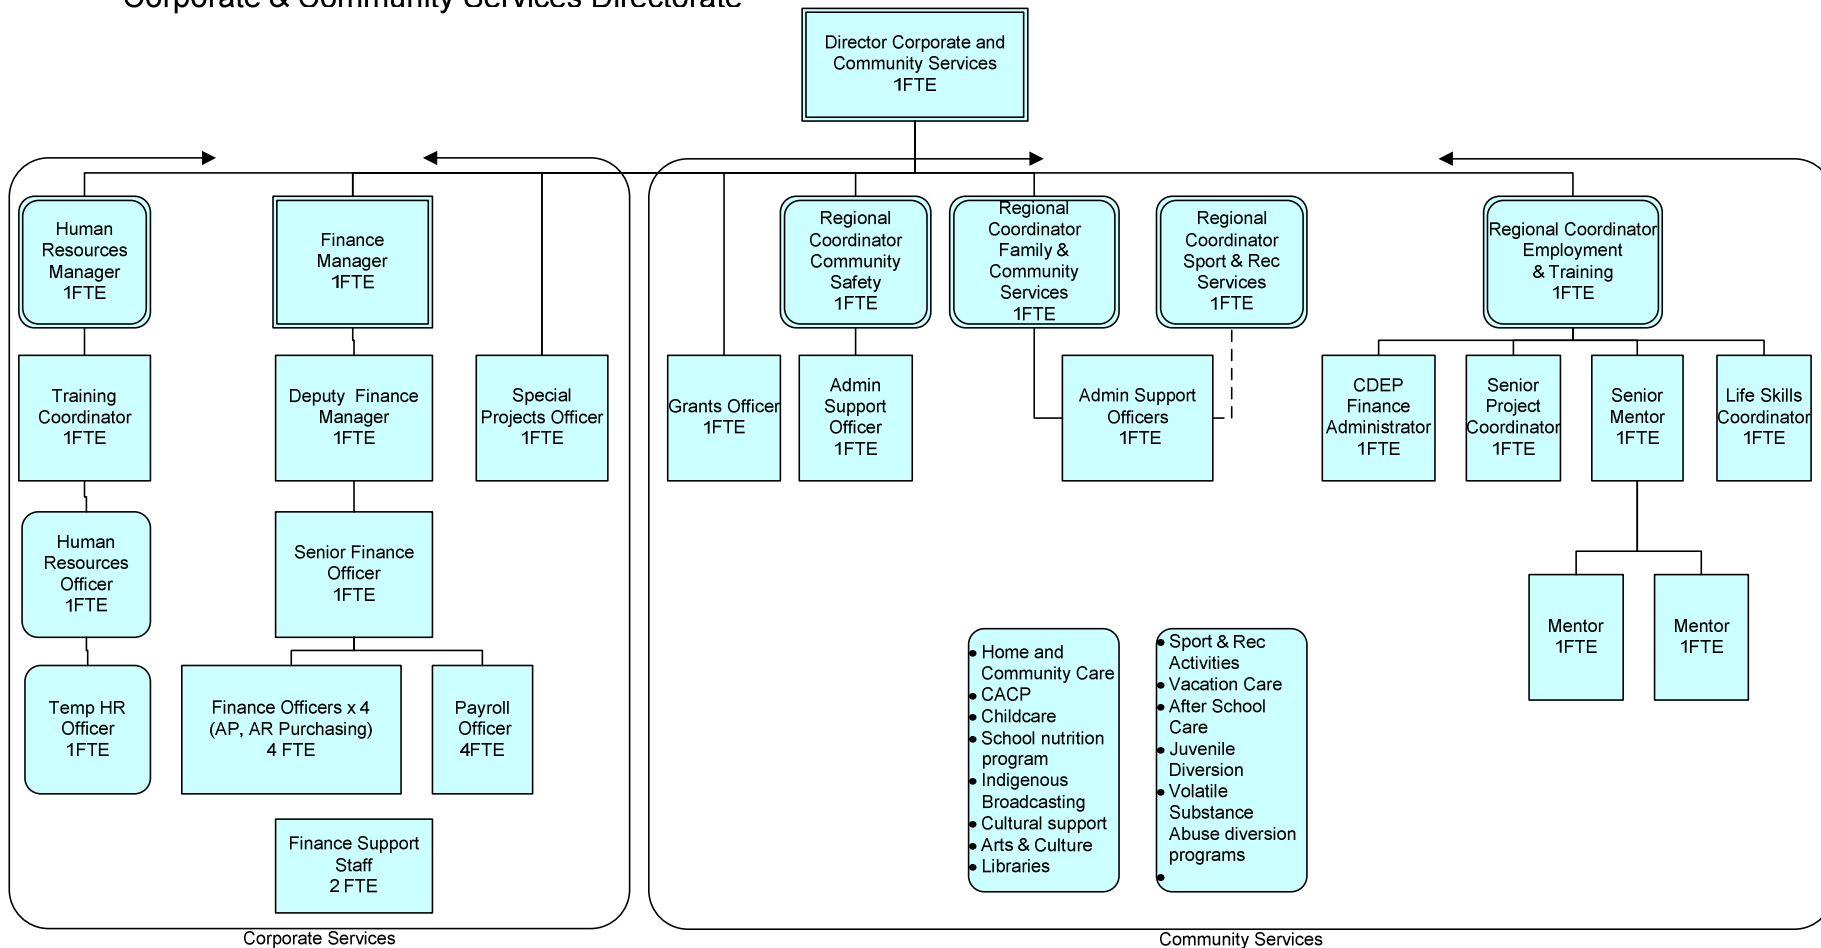 Corporate & Community Services Directorate
Director Corporate and
Community Services
1FTE
Human
Resources
Manager
1FTE
Finance
Manager
1FTE
Regional
Coordinator
Community
Safety
1FTE
Regional
Coordinator
Family &
Community
Services
1FTE
Regional
Coordinator
Sport & Rec
Services
1FTE
Regional Coordinator
Employment
& Training
1FTE
Training
Coordinator
1FTE
Deputy Finance
Manager
1FTE
Special
Projects Officer
1FTE
Grants Officer
1FTE
Admin
Support
Officer
1FTE
Admin Support
Officers
1FTE
CDEP
Finance
Administrator
1FTE
Senior
Project
Coordinator
1FTE
Senior
Mentor
1FTE
Life Skills
Coordinator
1FTE
Human
Resources
Officer
1FTE
Senior Finance
Officer
1FTE
Mentor
1FTE
Mentor
1FTE
Temp HR
Officer
1FTE
Finance Officers x 4
(AP, AR Purchasing)
4 FTE
Payroll
Officer
4FTE
Finance Support
Staff
2 FTE
• Home and
Community Care
• CACP
• Childcare
• School nutrition
program
• Indigenous
Broadcasting
• Cultural support
• Arts & Culture
• Libraries
• Sport & Rec
Activities
• Vacation Care
• After School
Care
• Juvenile
Diversion
• Volatile
Substance
Abuse diversion
programs
•
Corporate Services
Community Services